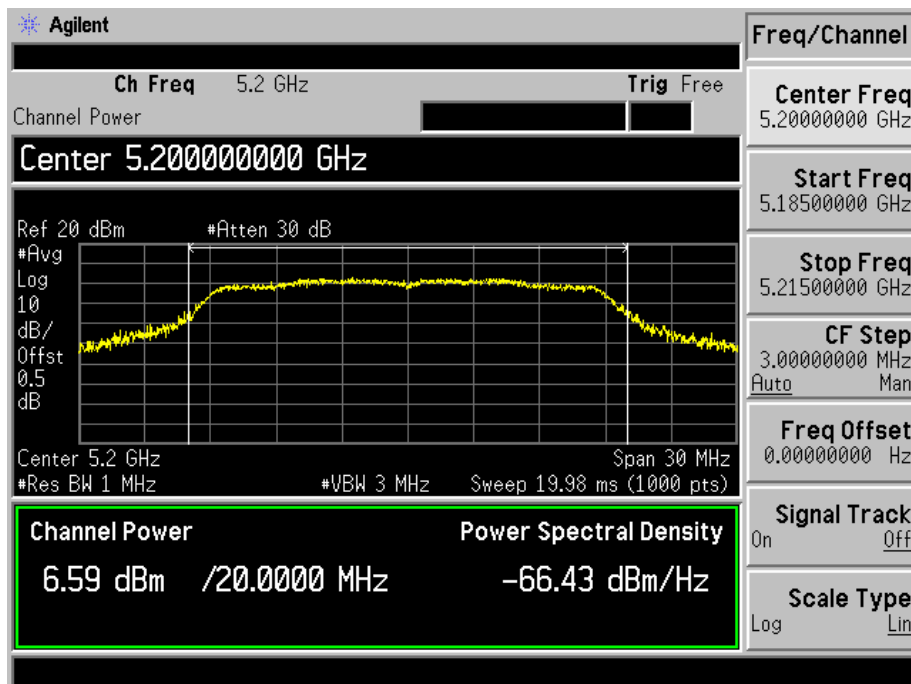 Agilent
Freq/Channel
Ch Freq 5.2 GHz Trig Free
Channel Power
Center 5.200000000 GHz
Ref 20 dBm #Atten 30 dB
#Avg
Log
10
dB/
Offst
0.5
dB
Center 5.2 GHz Span 30 MHz
#Res BW 1 MHz #VBW 3 MHz Sweep 19.98 ms (1000 pts)
Channel Power Power Spectral Density
6.59 dBm /20.0000 MHz -66.43 dBm/Hz
Center Freq
5.20000000 GHz
Start Freq
5.18500000 GHz
Stop Freq
5.21500000 GHz
CF Step
3.00000000 MHz
Auto Man
Freq Offset
0.00000000 Hz
Signal Track
On Off
Scale Type
Log Lin